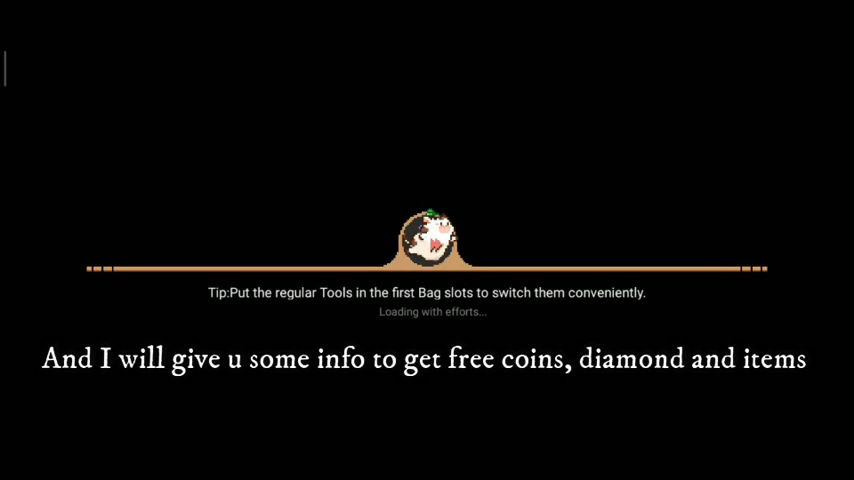 Tip:Put the regular Tools in the first Bag slots to switch them conveniently.
Loading with efforts...
And I will give u some info to get free coins, diamond and items